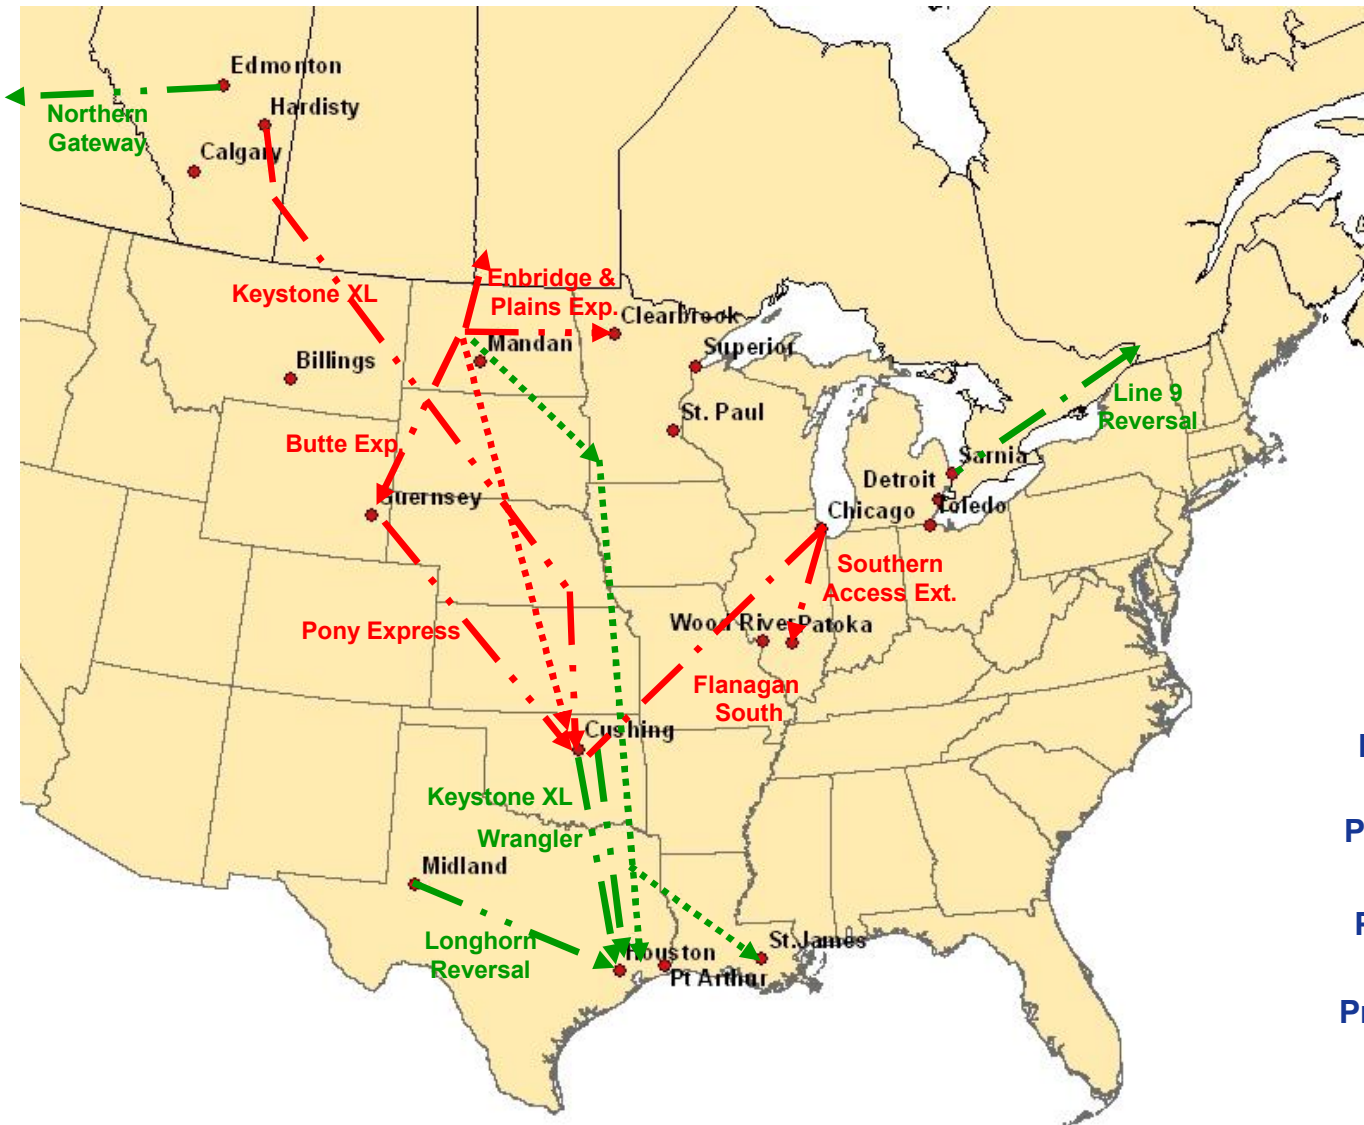 Edmonton
Northern
Gateway
Hardisty
Calgary
Keystone XL
Enbridge &
Plains Exp.
Clearbrook
Billings
Mandan
Superior
St. Paul
Line 9
Reversal
Butte Exp.
Guernsey
Sarnia
Detroit
Toledo
Chicago
Southern
Access Ext.
Pony Express
Wood River
Patoka
Flanagan
South
Cushing
Keystone XL
Wrangler
Midland
Longhorn
Reversal
Houston
Pt Arthur
St.James
P
Pr